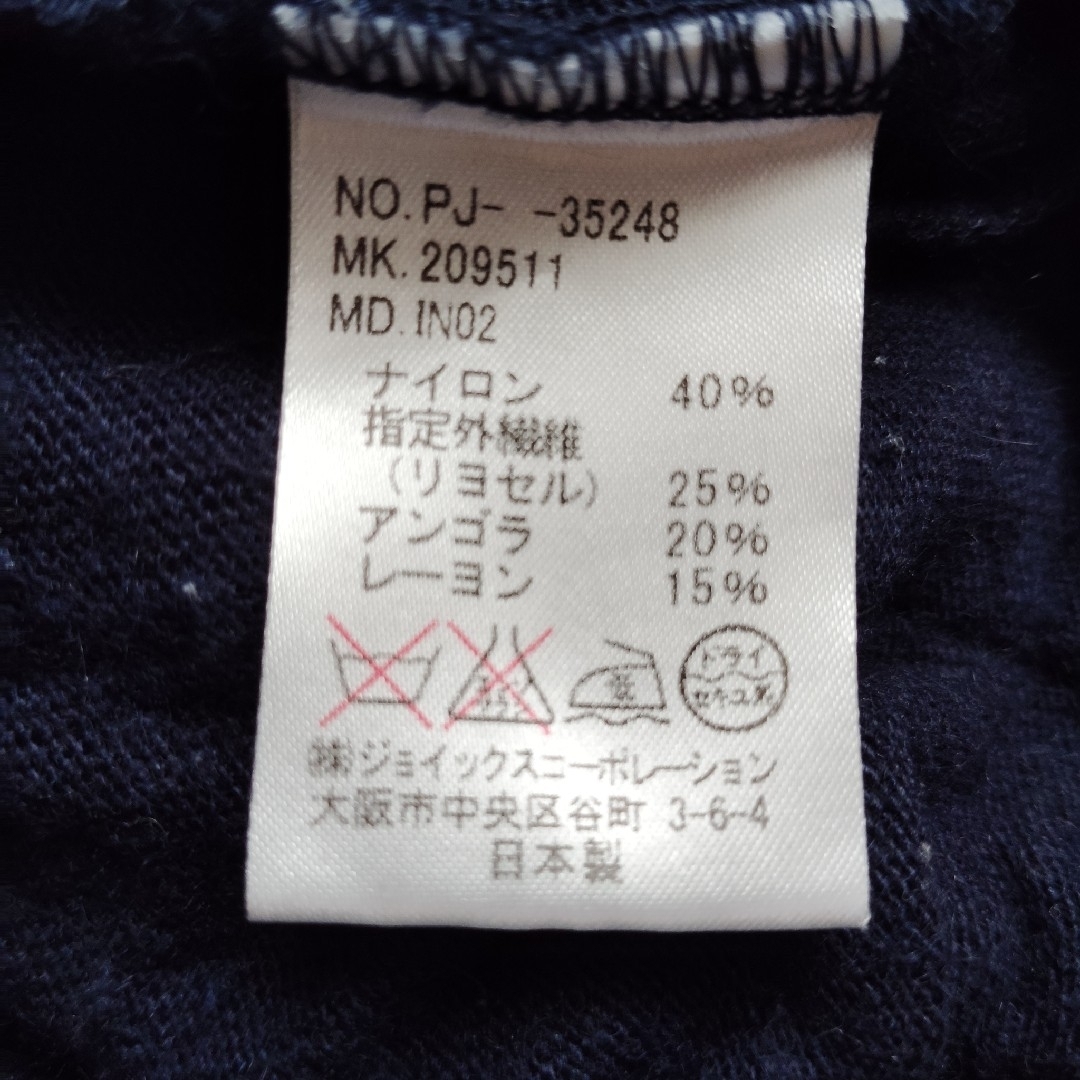 NO.PJ- -35248
MK. 209511
MD.IN02
ナイロン 40%
指定外繊維
(リヨセル) 25%
アンゴラ 20%
レーヨン 15%
ドライ
セキユ系
(株)ジョイックスコーポレーション
大阪市中央区谷町 3-6-4
日本製